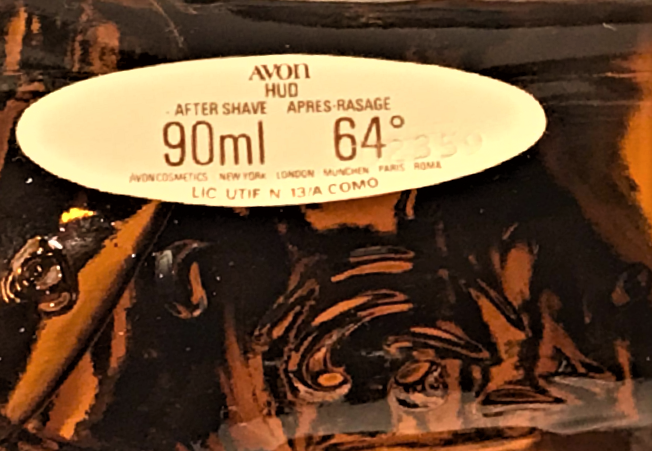 AVON
HUD
AFTER SHAVE APRES-RASAGE
90ml 64°
AVON COSMETICS NEW YORK LONDON MUNCHEN PARIS ROMA
LIC UTIF N 13/A COMO